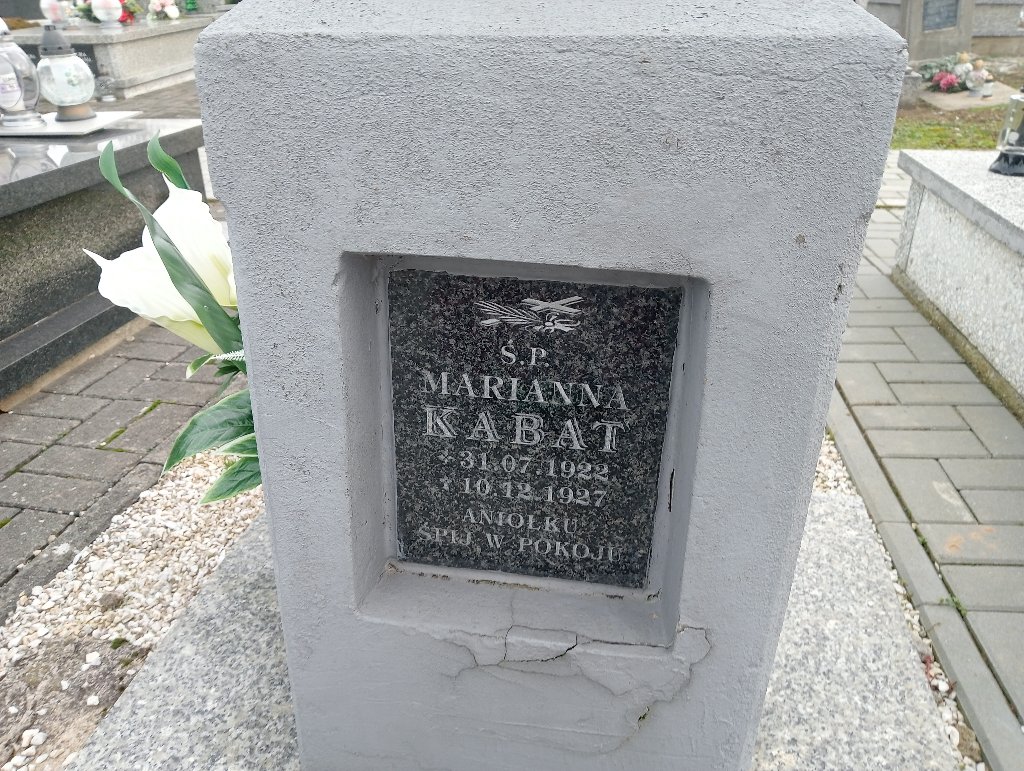 Ś.P.
MARIANNA
KABAT
* 31.07.1922
† 10.12.1927
ANIOŁKU
ŚPIJ W POKOJU